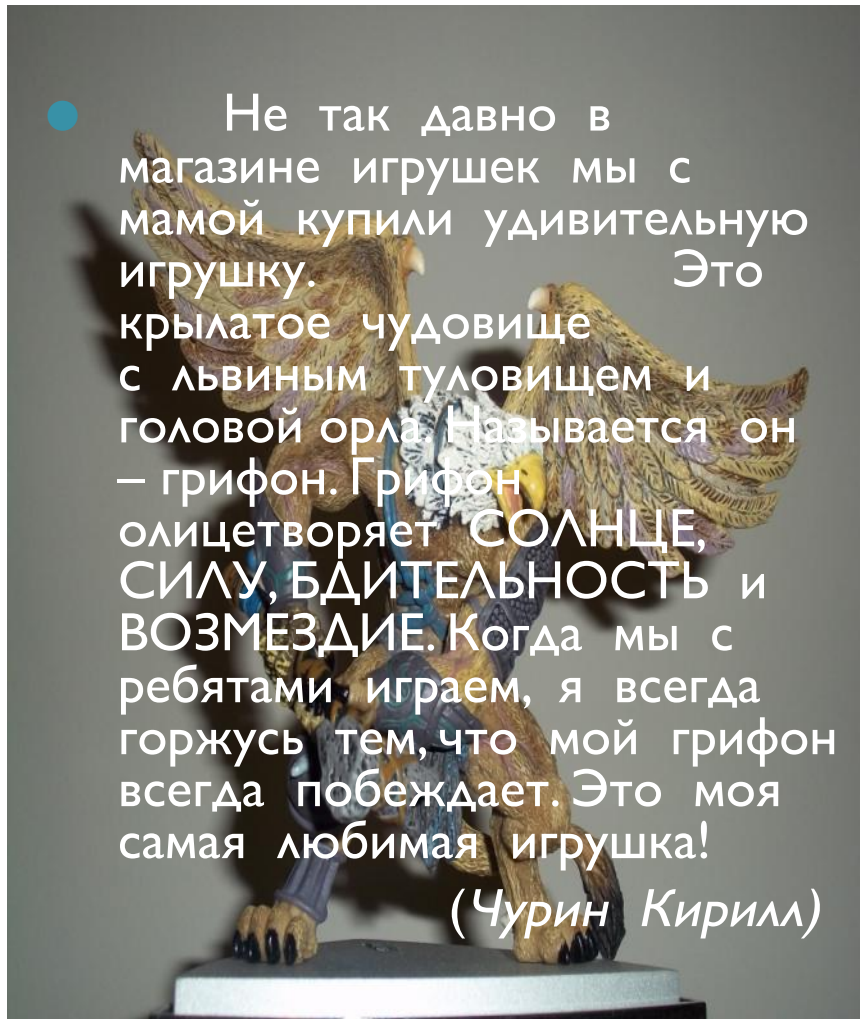 Не так давно в
магазине игрушек мы с
мамой купили удивительную
игрушку. Это
крылатое чудовище
с львиным туловищем и
головой орла. Называется он
– грифон. Грифон
олицетворяет СОЛНЦЕ,
СИЛУ, БДИТЕЛЬНОСТЬ и
ВОЗМЕЗДИЕ. Когда мы с
ребятами играем, я всегда
горжусь тем, что мой грифон
всегда побеждает. Это моя
самая любимая игрушка!
(Чурин Кирилл)